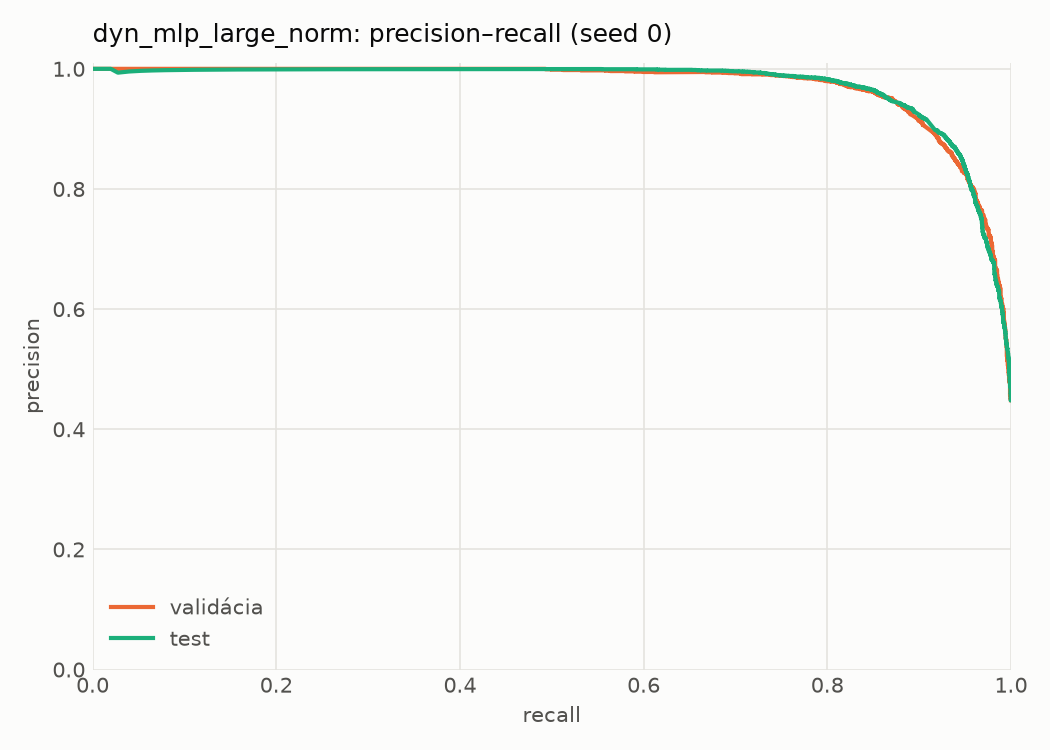 dyn_mlp_large_norm: precision–recall (seed 0)
1.0
0.8
0.6
0.4
0.2
0.0
precision
validácia
test
0.0 0.2 0.4 0.6 0.8 1.0
recall